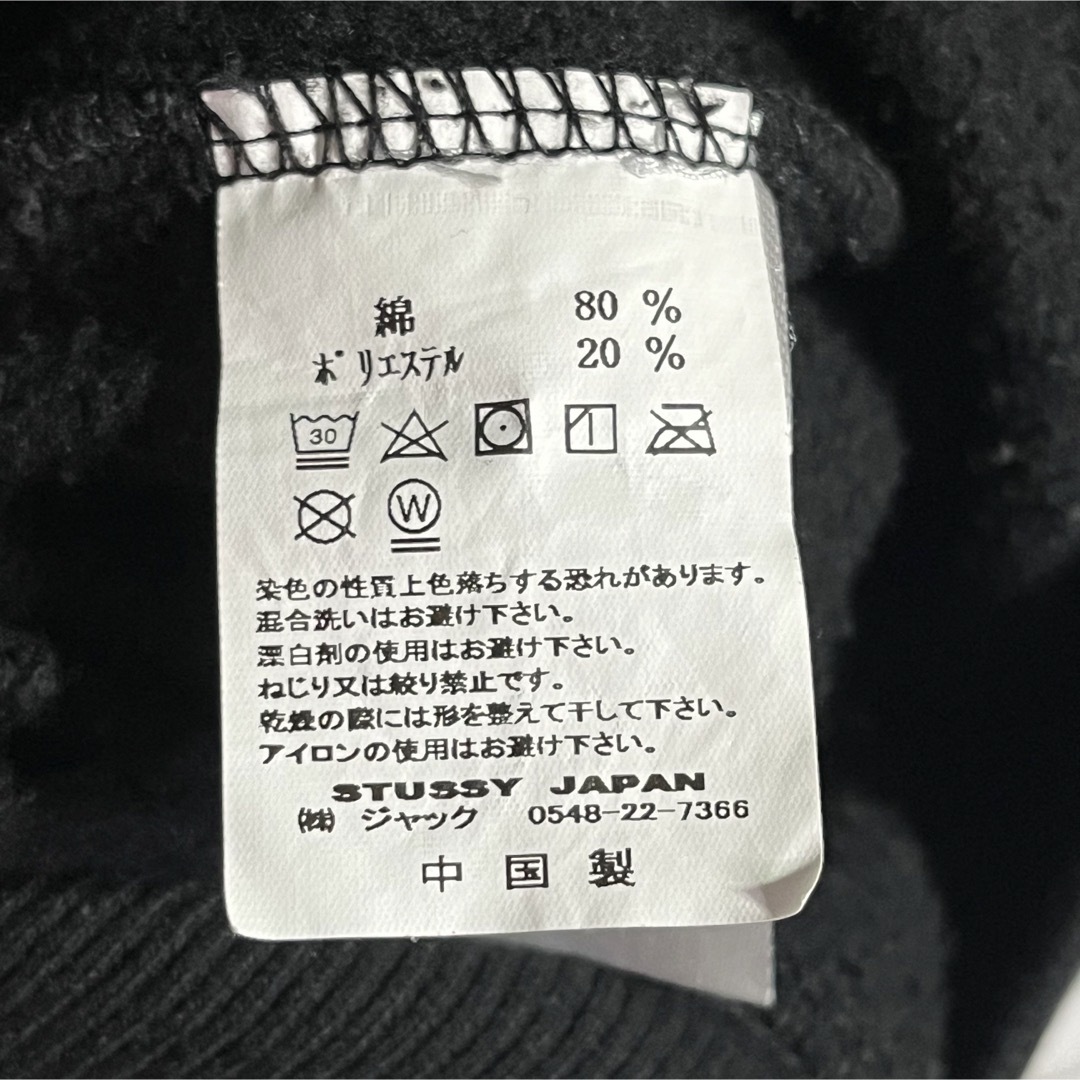 綿 80 %
ポリエステル 20 %
30
W
染色の性質上色落ちする恐れがあります。
混合洗いはお避け下さい。
漂白剤の使用はお避け下さい。
ねじり又は絞り禁止です。
乾燥の際には形を整えて干して下さい。
アイロンの使用はお避け下さい。
STUSSY JAPAN
㈱ ジャック 0548-22-7366
中国製